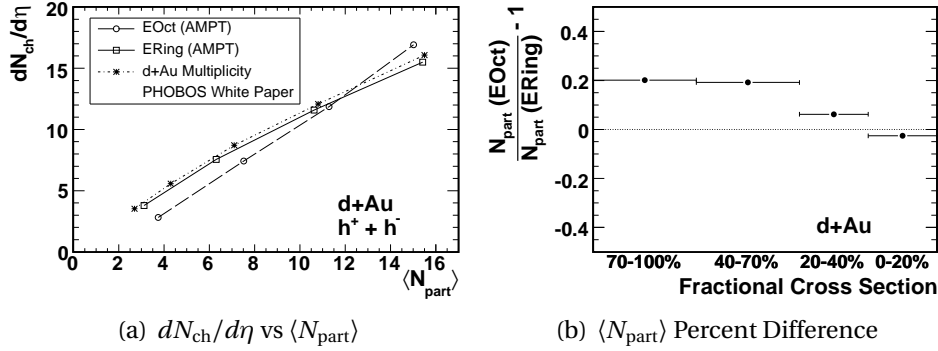 dN_ch/dη
20
15
10
5
0
EOct (AMPT)
ERing (AMPT)
d+Au Multiplicity
PHOBOS White Paper
d+Au
h⁺ + h⁻
0 2 4 6 8 10 12 14 16
⟨N_part⟩
(a) dN_ch/dη vs ⟨N_part⟩
N_part (EOct)
N_part (ERing)
- 1
0.4
0.2
0
-0.2
-0.4
d+Au
70-100% 40-70% 20-40% 0-20%
Fractional Cross Section
(b) ⟨N_part⟩ Percent Difference